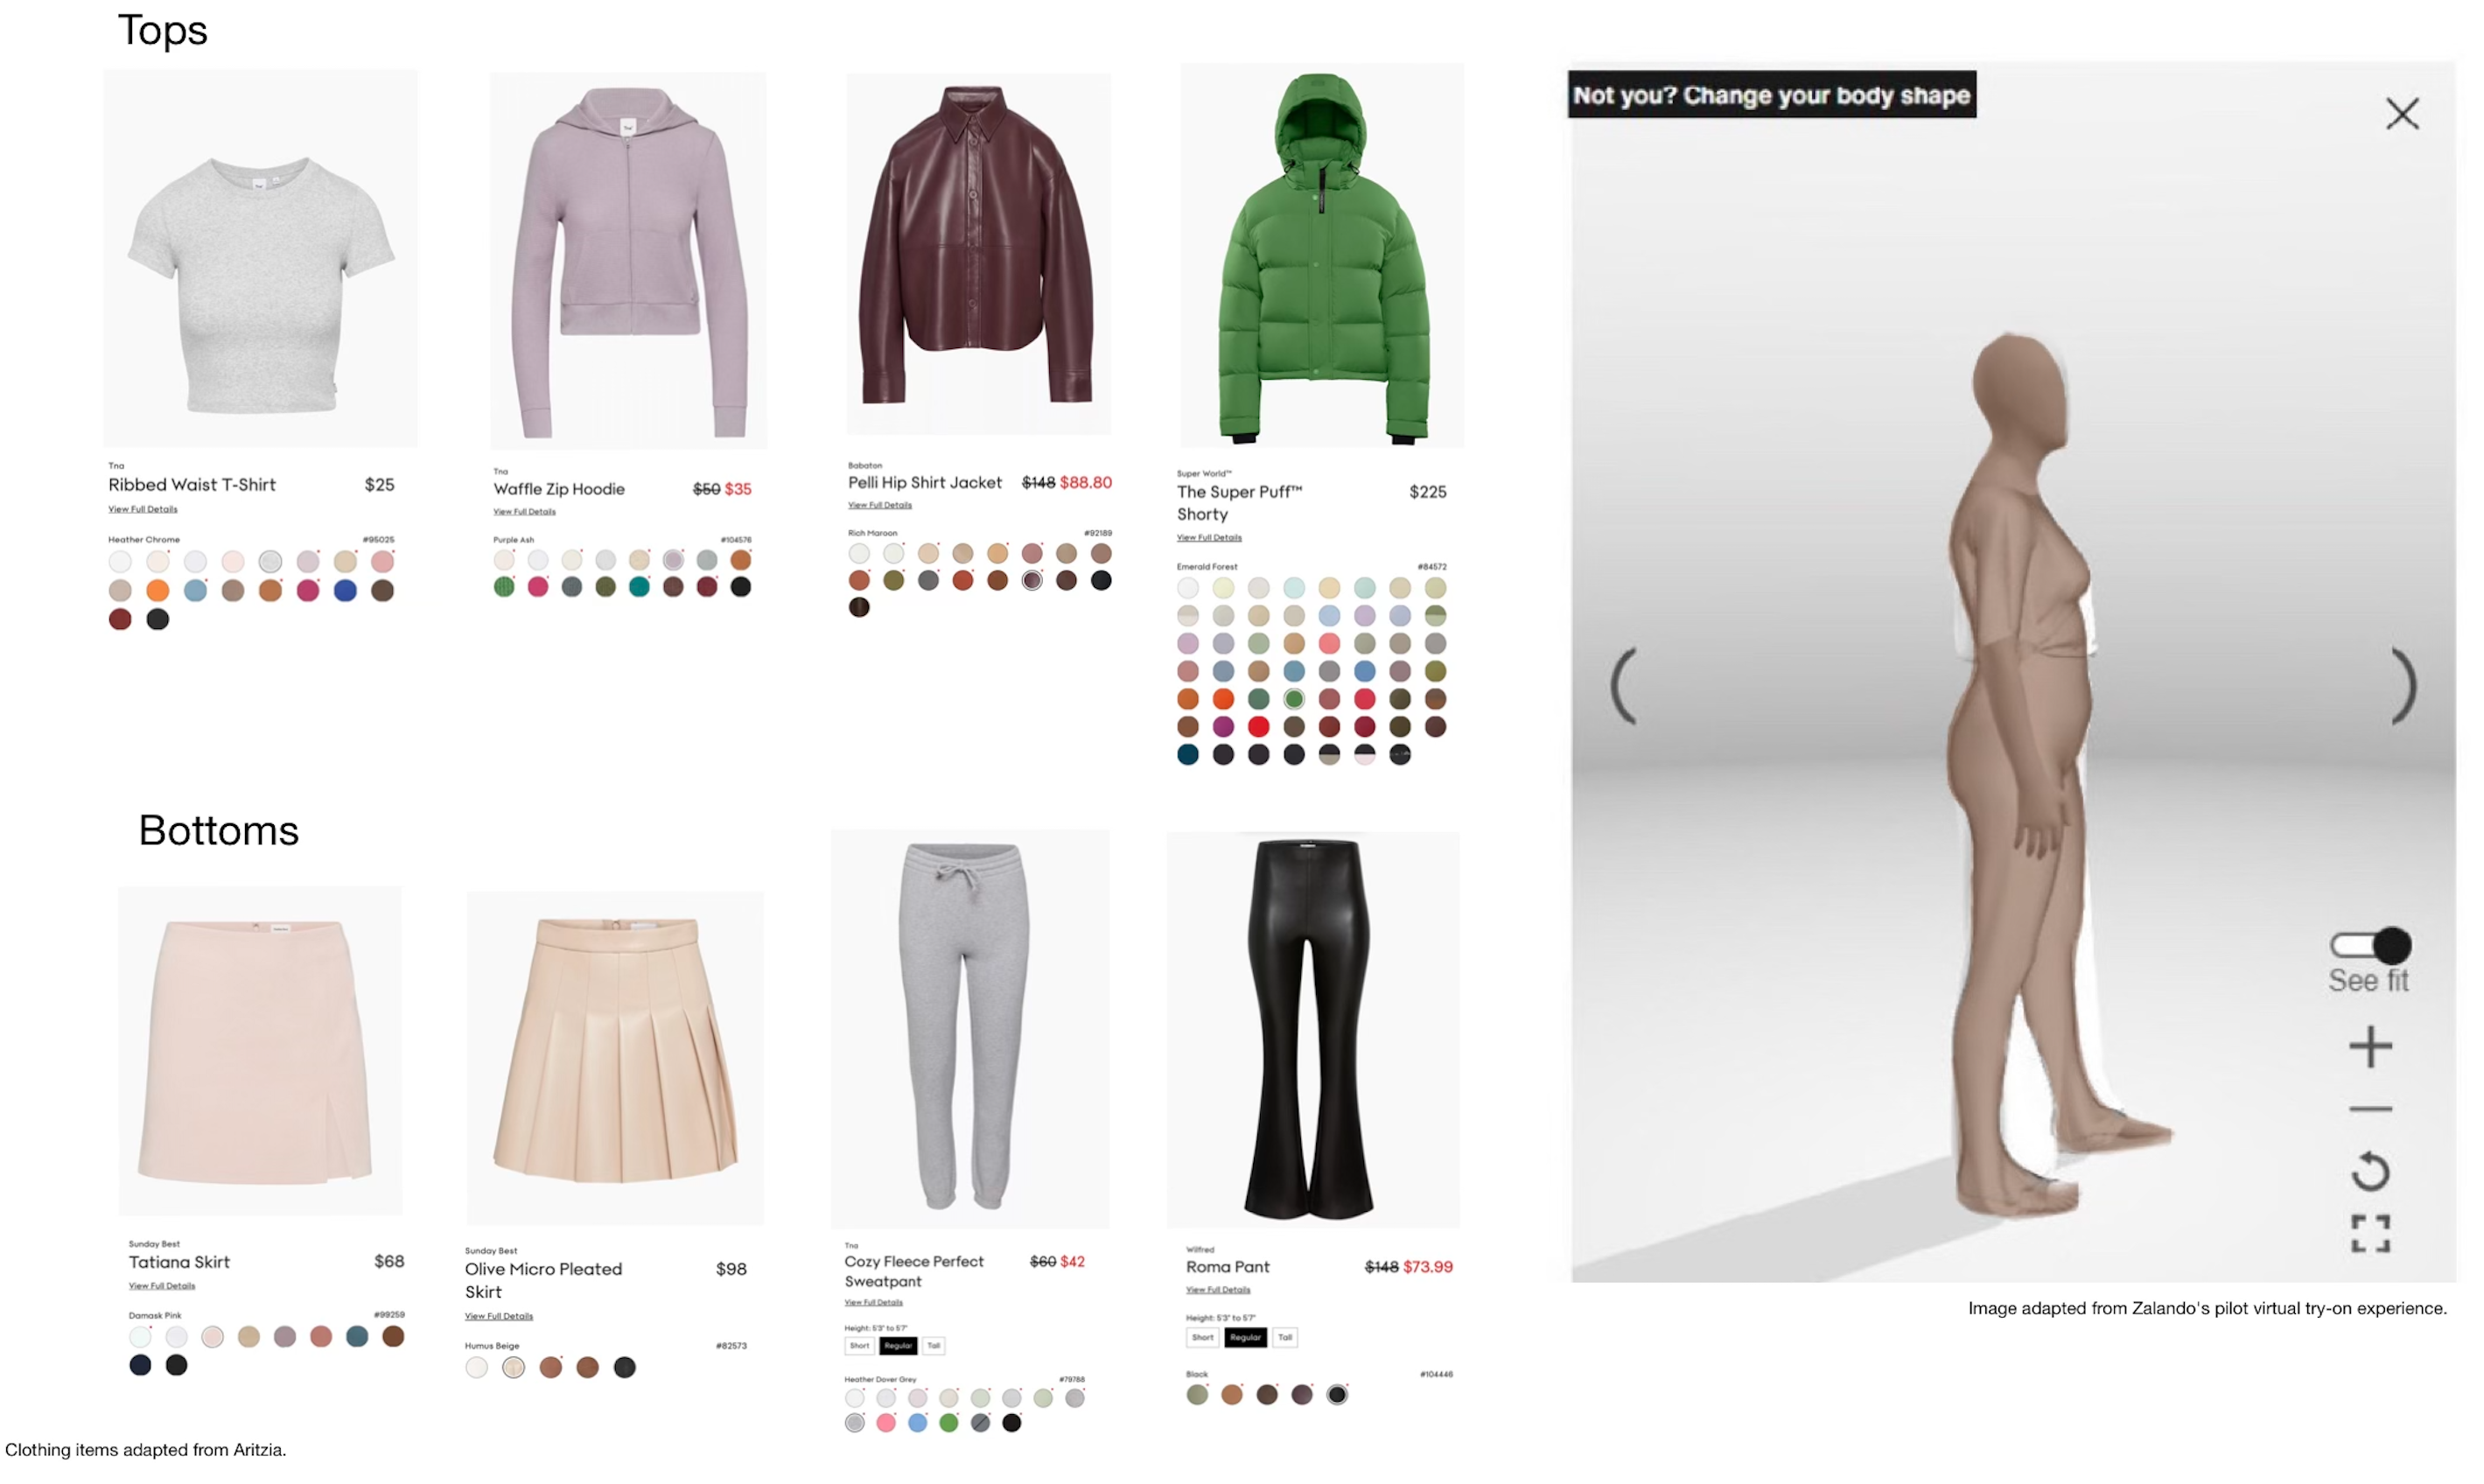 Tops
Tna
Ribbed Waist T-Shirt $25
View Full Details
Heather Chrome #95025
Tna
Waffle Zip Hoodie $50 $35
View Full Details
Purple Ash #104576
Babaton
Pelli Hip Shirt Jacket $148 $88.80
View Full Details
Rich Maroon #92189
Super World™
The Super Puff™ $225
Shorty
View Full Details
Emerald Forest #84572
Not you? Change your body shape
See fit
Image adapted from Zalando's pilot virtual try-on experience.
Bottoms
Sunday Best
Tatiana Skirt $68
View Full Details
Damask Pink #99259
Sunday Best
Olive Micro Pleated $98
Skirt
View Full Details
Humus Beige #82573
Tna
Cozy Fleece Perfect $60 $42
Sweatpant
View Full Details
Height: 5'3" to 5'7"
Short Regular Tall
Heather Dover Grey #79788
Wilfred
Roma Pant $148 $73.99
View Full Details
Height: 5'3" to 5'7"
Short Regular Tall
Black #104446
Clothing items adapted from Aritzia.